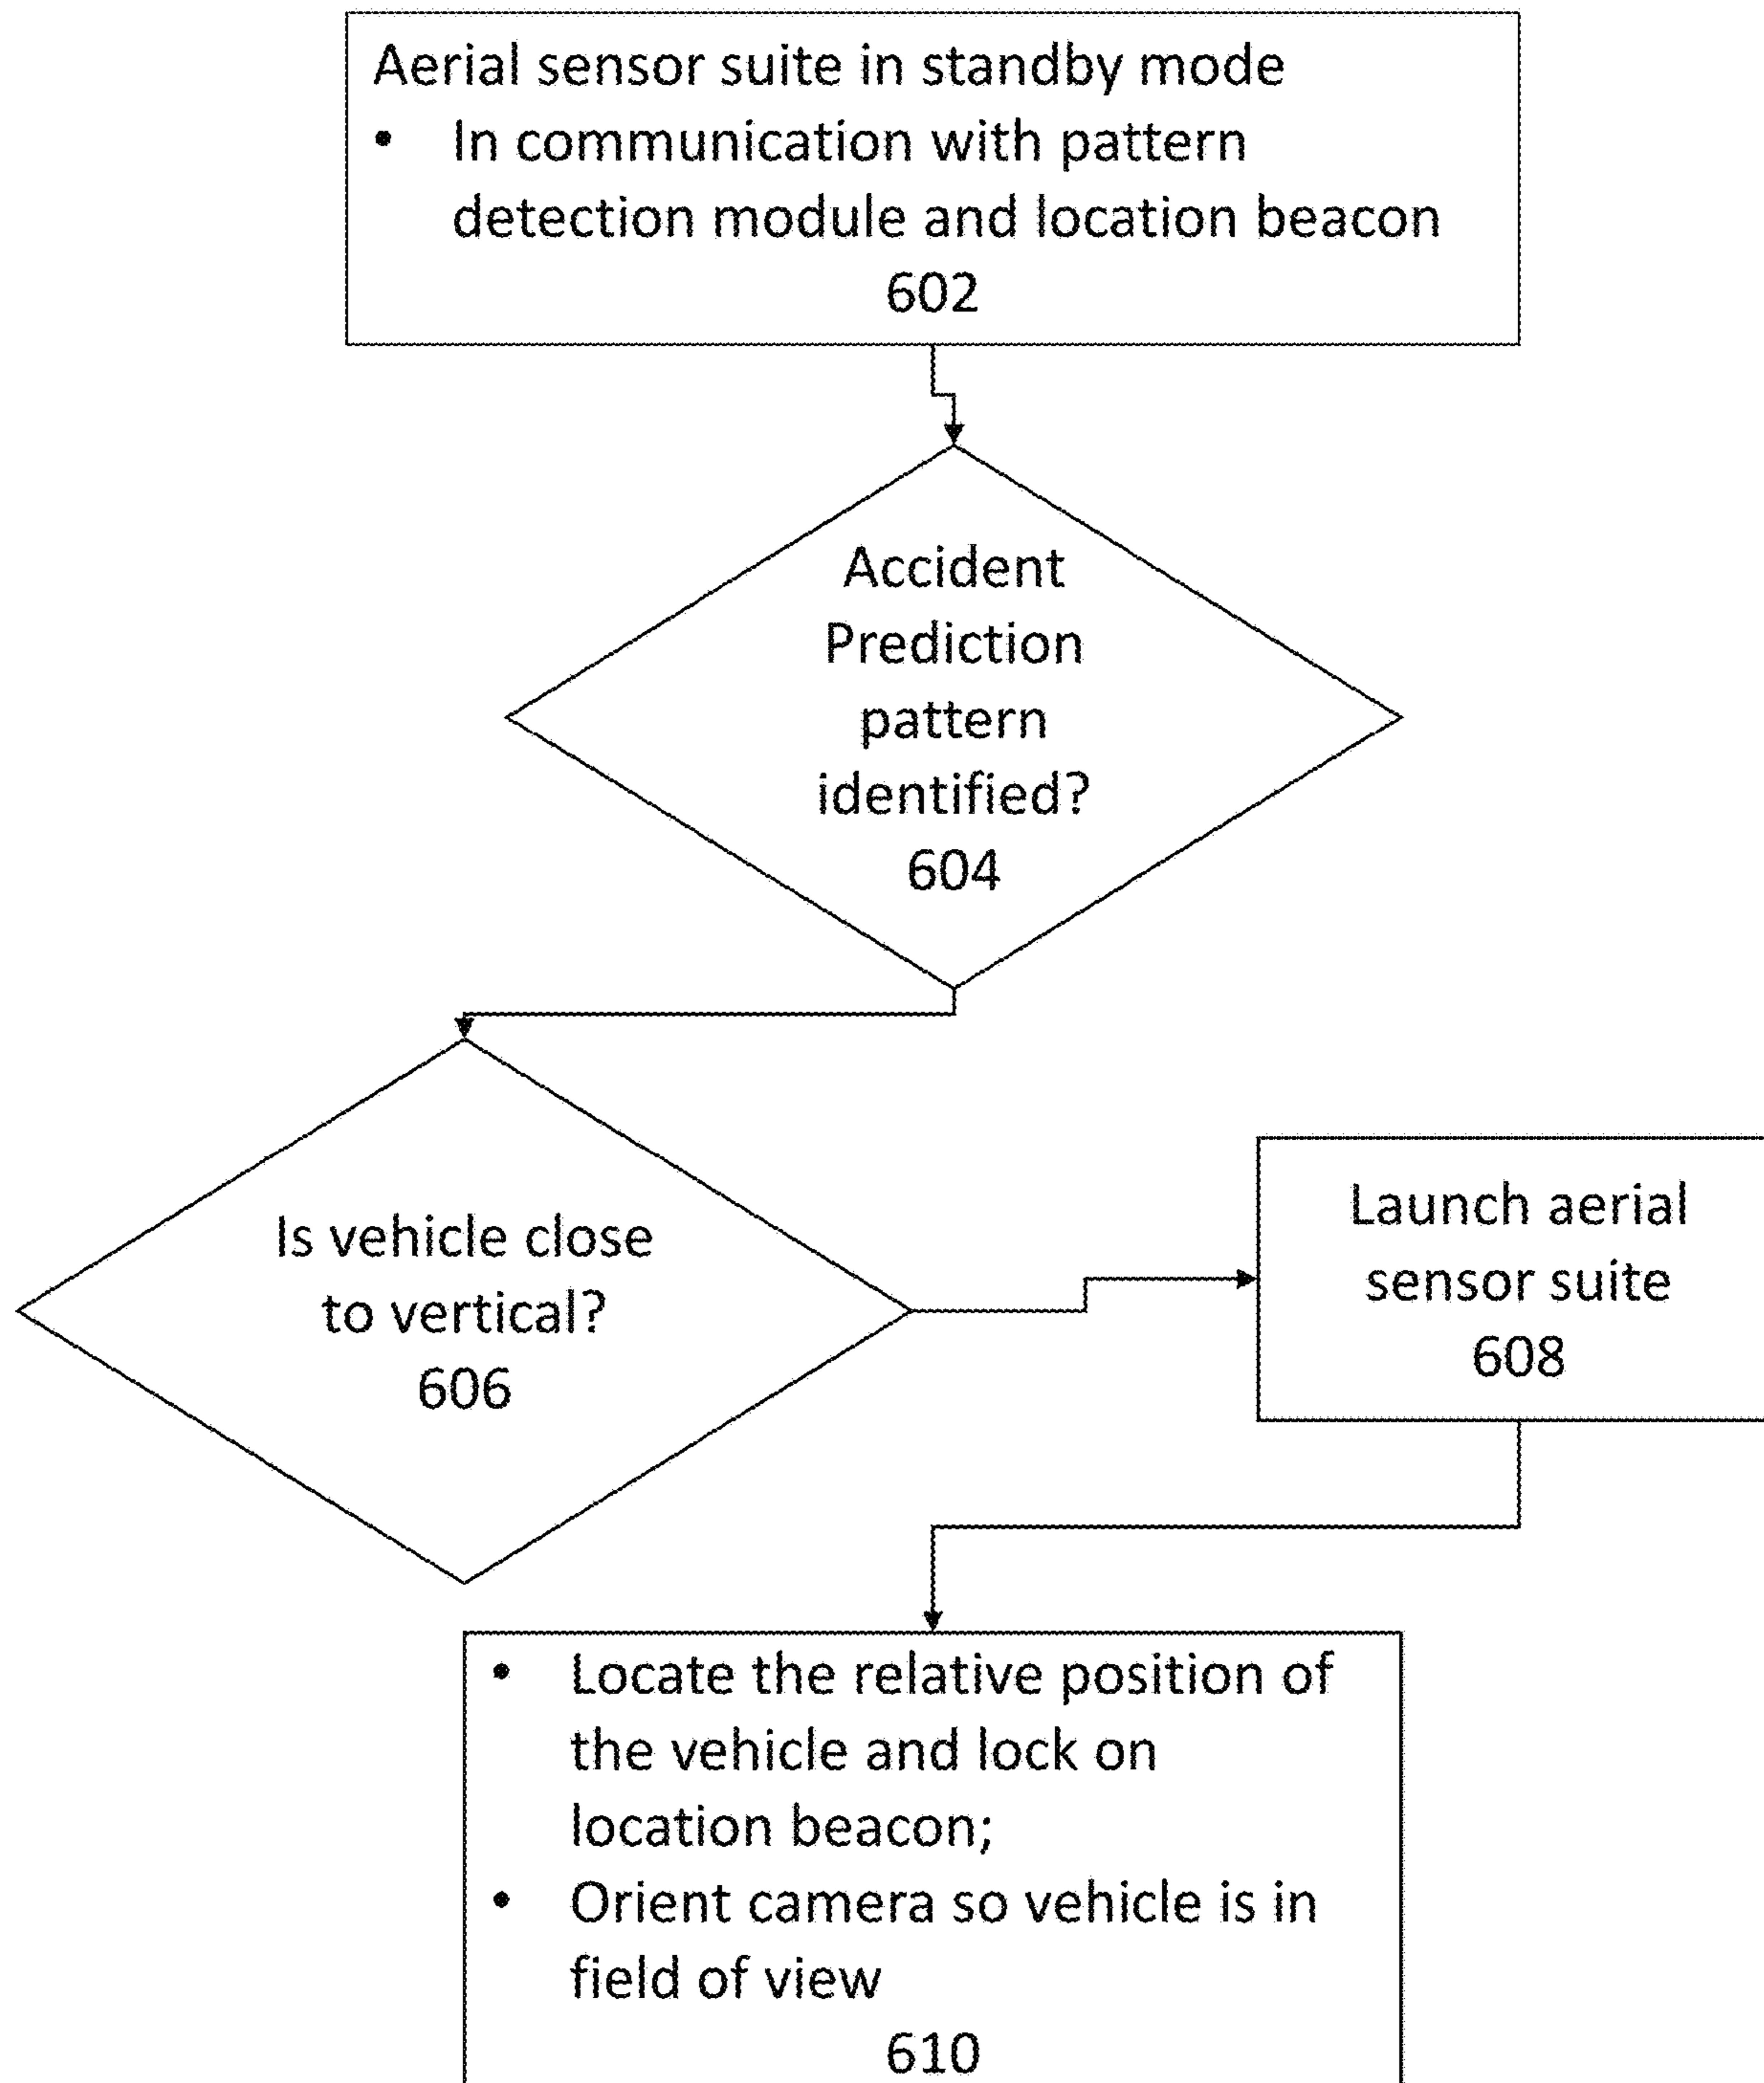 Aerial sensor suite in standby mode
• In communication with pattern
detection module and location beacon
602
Accident
Prediction
pattern
identified?
604
Is vehicle close
to vertical?
606
Launch aerial
sensor suite
608
• Locate the relative position of
the vehicle and lock on
location beacon;
• Orient camera so vehicle is in
field of view
610